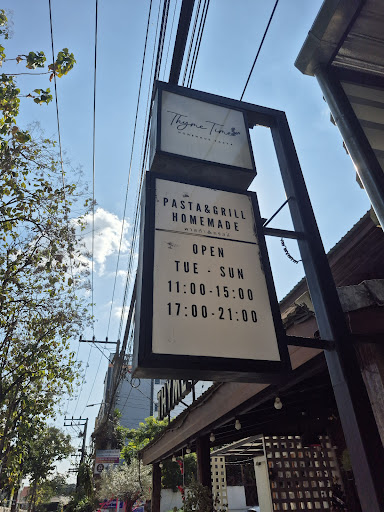 Thyme Time
PASTA&GRILL
HOMEMADE
OPEN
TUE - SUN
11:00-15:00
17:00-21:00